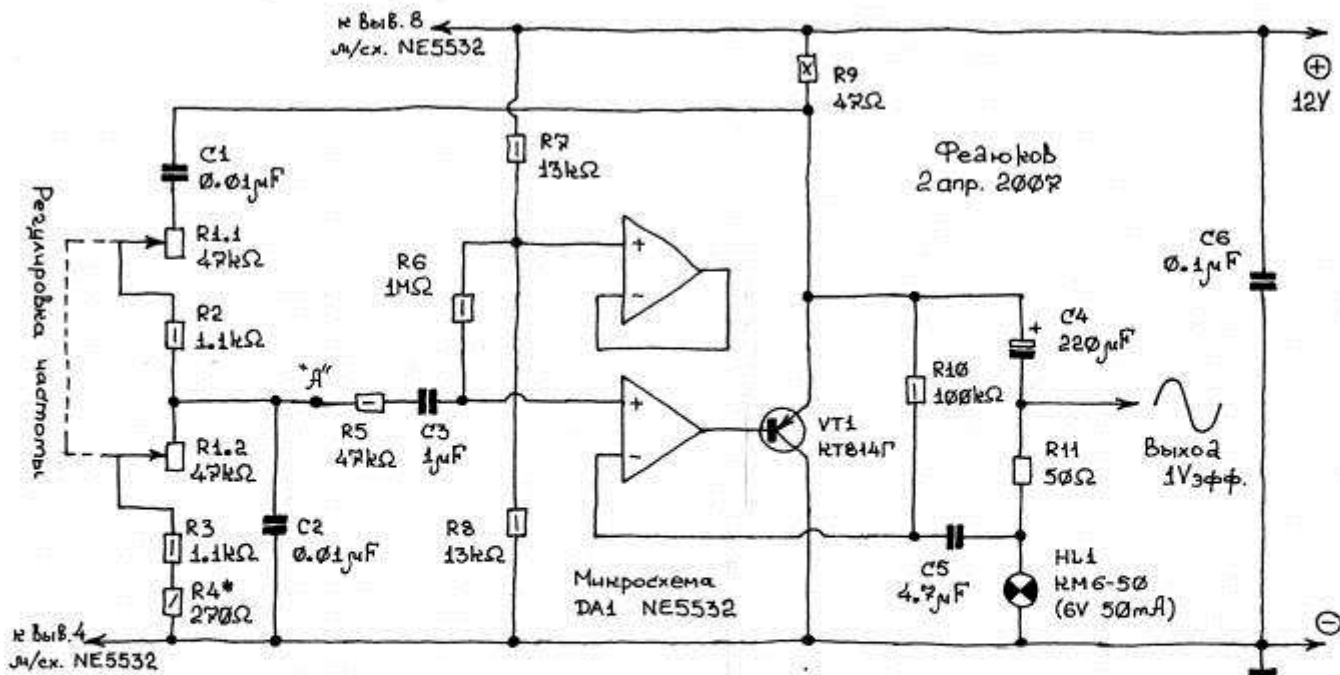 к выв. 8
м/сх. NE5532
R9
47Ω
12V
C1
0.01μF
R7
13kΩ
Федюков
2 апр. 2007
Регулировка частоты
R1.1
47kΩ
+
-
R6
1MΩ
C6
0.1μF
R2
1.1kΩ
+
C4
220μF
"A"
R10
100kΩ
R5
47kΩ
C3
1μF
+
-
VT1
КТ814Г
R1.2
47kΩ
R11
50Ω
Выход
1Vэфф.
R3
1.1kΩ
C2
0.01μF
R8
13kΩ
R4*
270Ω
Микросхема
DA1 NE5532
C5
4.7μF
HL1
КМ6-50
(6V 50mA)
к выв. 4
м/сх. NE5532